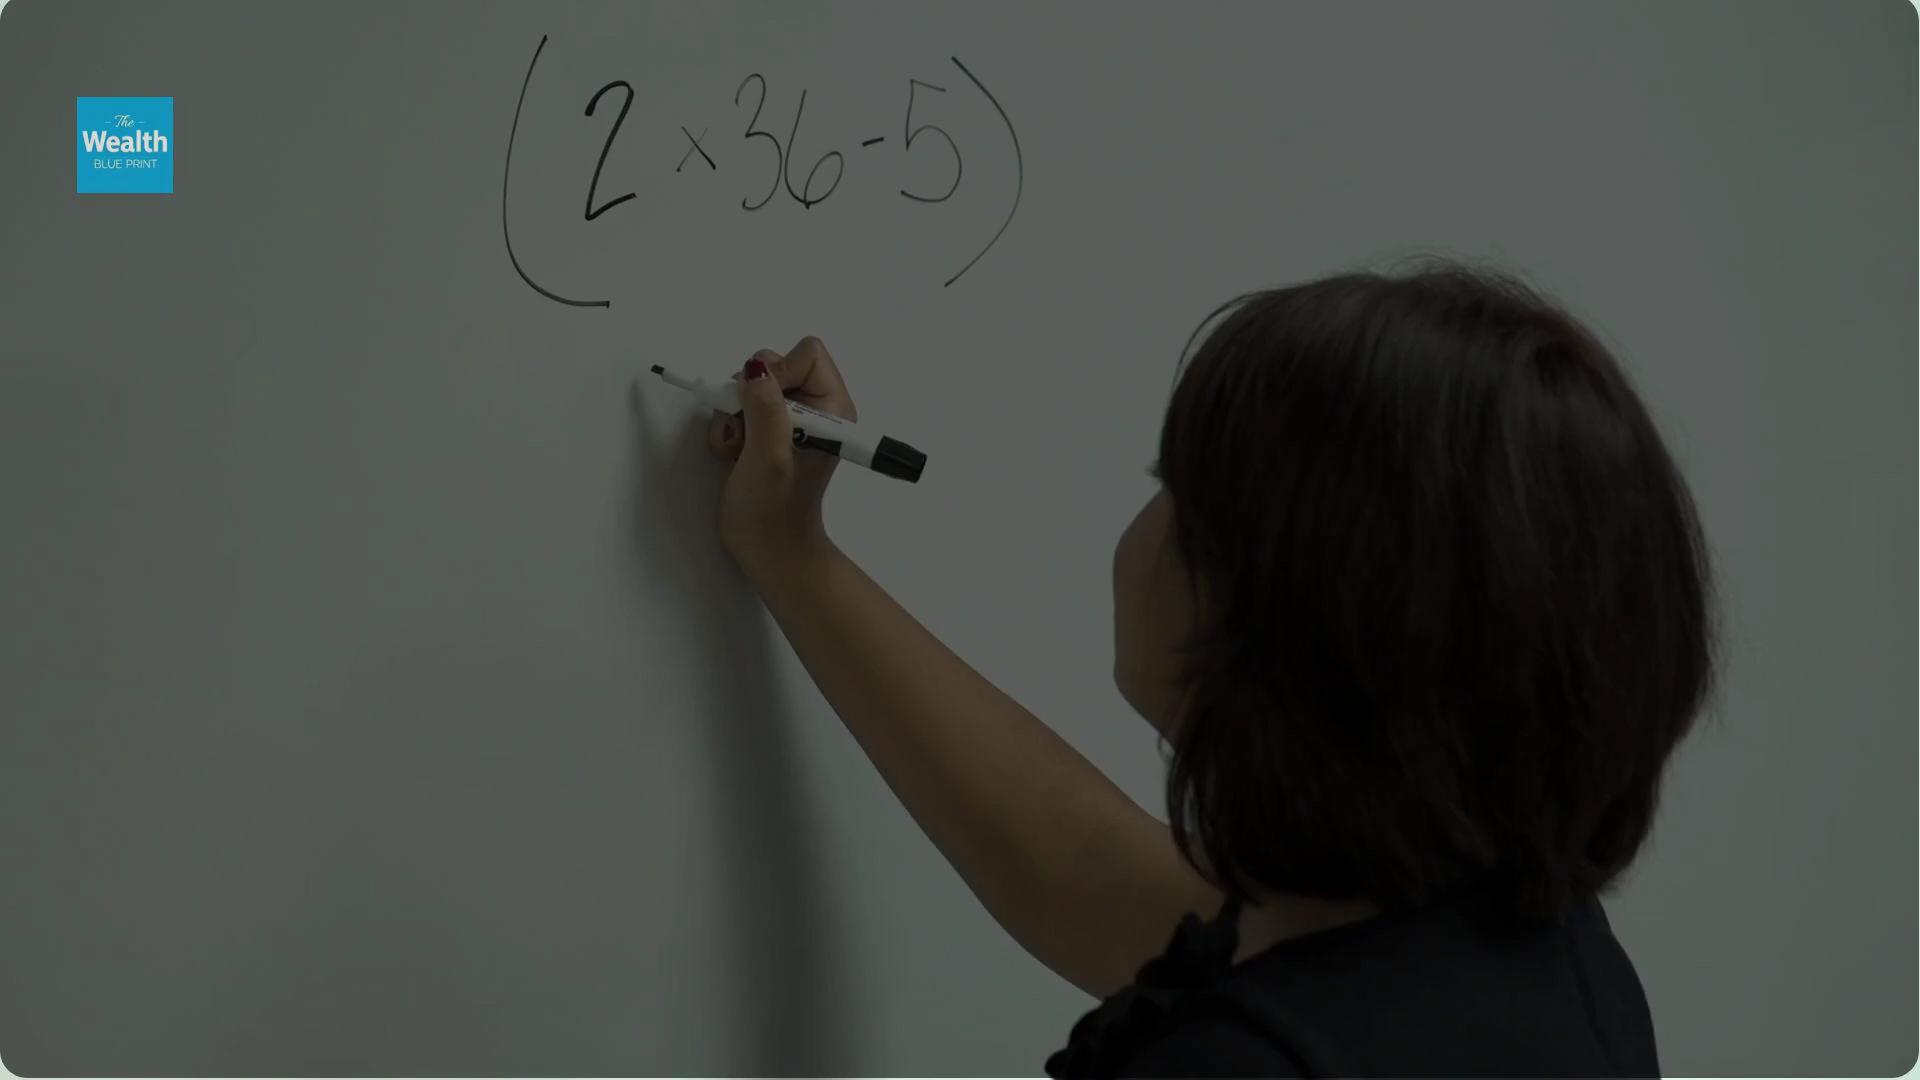 (2 x 36 - 5)
- The -
Wealth
BLUE PRINT